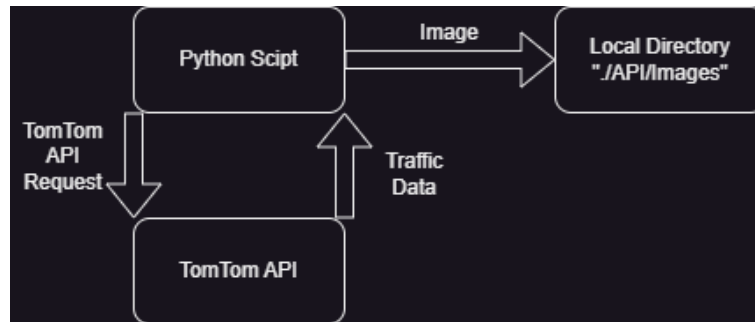 Python Scipt
Image
Local Directory
"./API/Images"
TomTom
API
Request
Traffic
Data
TomTom API